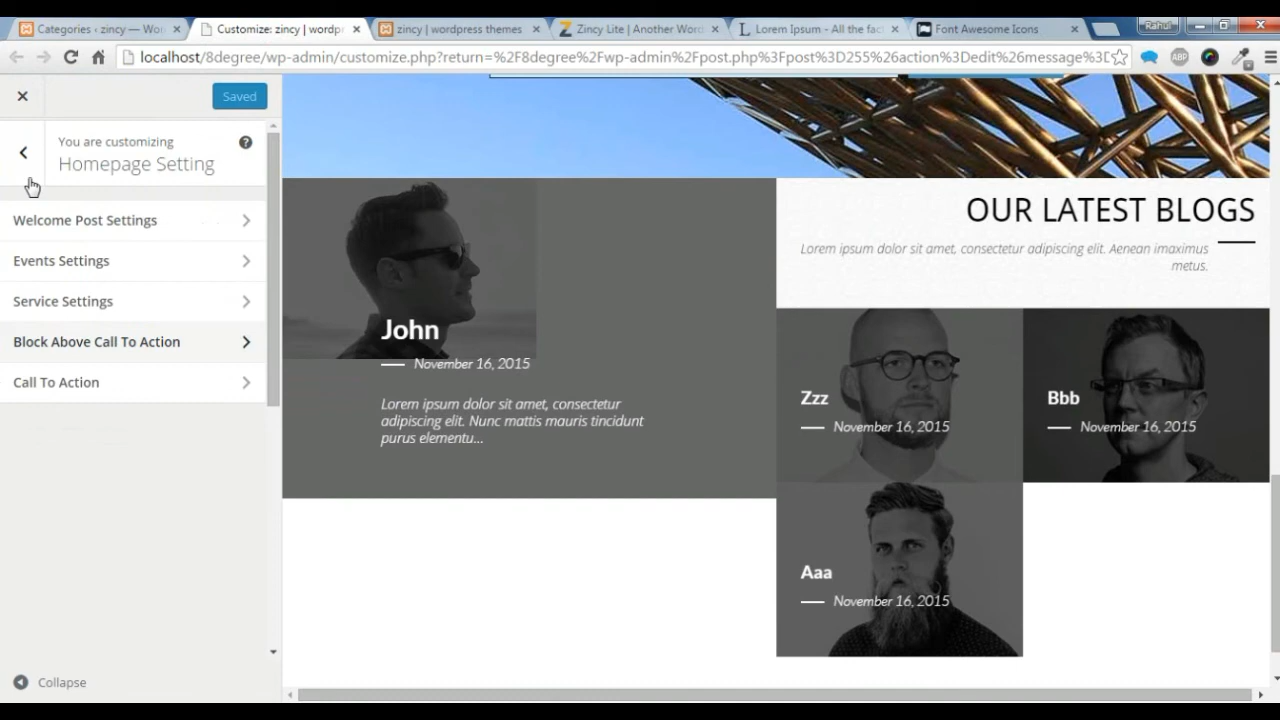 Categories ‹ zincy — Wor
Customize: zincy | wordpr
zincy | wordpress themes
Zincy Lite | Another Wor
Lorem Ipsum - All the fac
Font Awesome Icons
Rahul
localhost/8degree/wp-admin/customize.php?return=%2F8degree%2Fwp-admin%2Fpost.php%3Fpost%3D255%26action%3Dedit%26message%3D
ABP
Saved
You are customizing
Homepage Setting
Welcome Post Settings
Events Settings
Service Settings
Block Above Call To Action
Call To Action
Collapse
John
November 16, 2015
Lorem ipsum dolor sit amet, consectetur
adipiscing elit. Nunc mattis mauris tincidunt
purus elementu...
OUR LATEST BLOGS
Lorem ipsum dolor sit amet, consectetur adipiscing elit. Aenean imaximus
metus.
Zzz
November 16, 2015
Bbb
November 16, 2015
Aaa
November 16, 2015